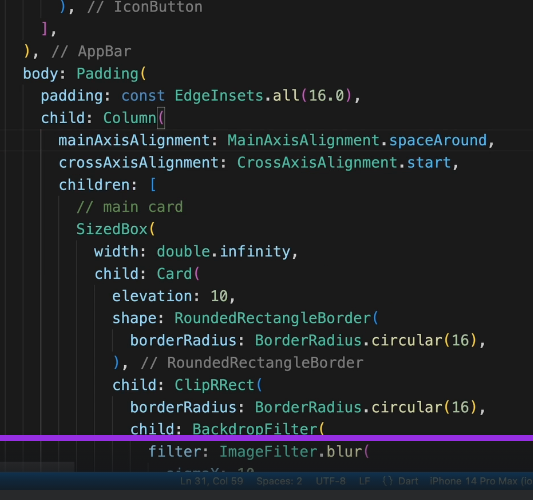 ), // IconButton
],
), // AppBar
body: Padding(
padding: const EdgeInsets.all(16.0),
child: Column(
mainAxisAlignment: MainAxisAlignment.spaceAround,
crossAxisAlignment: CrossAxisAlignment.start,
children: [
// main card
SizedBox(
width: double.infinity,
child: Card(
elevation: 10,
shape: RoundedRectangleBorder(
borderRadius: BorderRadius.circular(16),
), // RoundedRectangleBorder
child: ClipRRect(
borderRadius: BorderRadius.circular(16),
child: BackdropFilter(
filter: ImageFilter.blur(
sigmaX: 10
Ln 31, Col 59 Spaces: 2 UTF-8 LF {} Dart iPhone 14 Pro Max (io